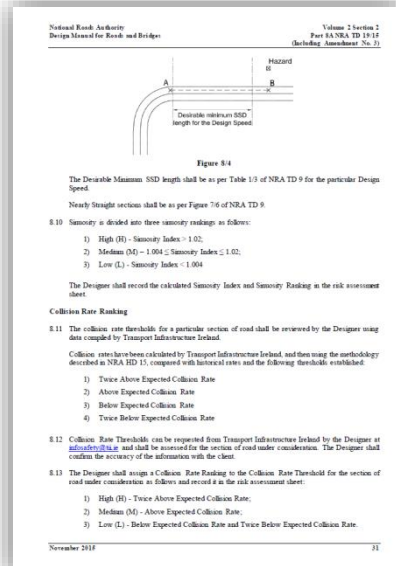 National Roads Authority
Design Manual for Roads and Bridges
Volume 2 Section 2
Part 8A NRA TD 19/15
(Including Amendment No. 3)
Hazard
A
B
Desirable minimum SSD
length for the Design Speed
Figure 8/4
The Desirable Minimum SSD length shall be as per Table 1/3 of NRA TD 9 for the particular Design
Speed.
Nearly Straight sections shall be as per Figure 7/6 of NRA TD 9.
8.10 Sinuosity is divided into three sinuosity rankings as follows:
1) High (H) - Sinuosity Index > 1.02;
2) Medium (M) – 1.004 ≤ Sinuosity Index ≤ 1.02;
3) Low (L) - Sinuosity Index < 1.004
The Designer shall record the calculated Sinuosity Index and Sinuosity Ranking in the risk assessment
sheet.
Collision Rate Ranking
8.11 The collision rate thresholds for a particular section of road shall be reviewed by the Designer using
data compiled by Transport Infrastructure Ireland.
Collision rates have been calculated by Transport Infrastructure Ireland, and then using the methodology
described in NRA HD 15, compared with historical rates and the following thresholds established:
1) Twice Above Expected Collision Rate
2) Above Expected Collision Rate
3) Below Expected Collision Rate
4) Twice Below Expected Collision Rate
8.12 Collision Rate Thresholds can be requested from Transport Infrastructure Ireland by the Designer at
infosafety@tii.ie and shall be assessed for the section of road under consideration. The Designer shall
confirm the accuracy of the information with the client.
8.13 The Designer shall assign a Collision Rate Ranking to the Collision Rate Threshold for the section of
road under consideration as follows and record it in the risk assessment sheet:
1) High (H) - Twice Above Expected Collision Rate;
2) Medium (M) - Above Expected Collision Rate;
3) Low (L) - Below Expected Collision Rate and Twice Below Expected Collision Rate.
November 2015
31